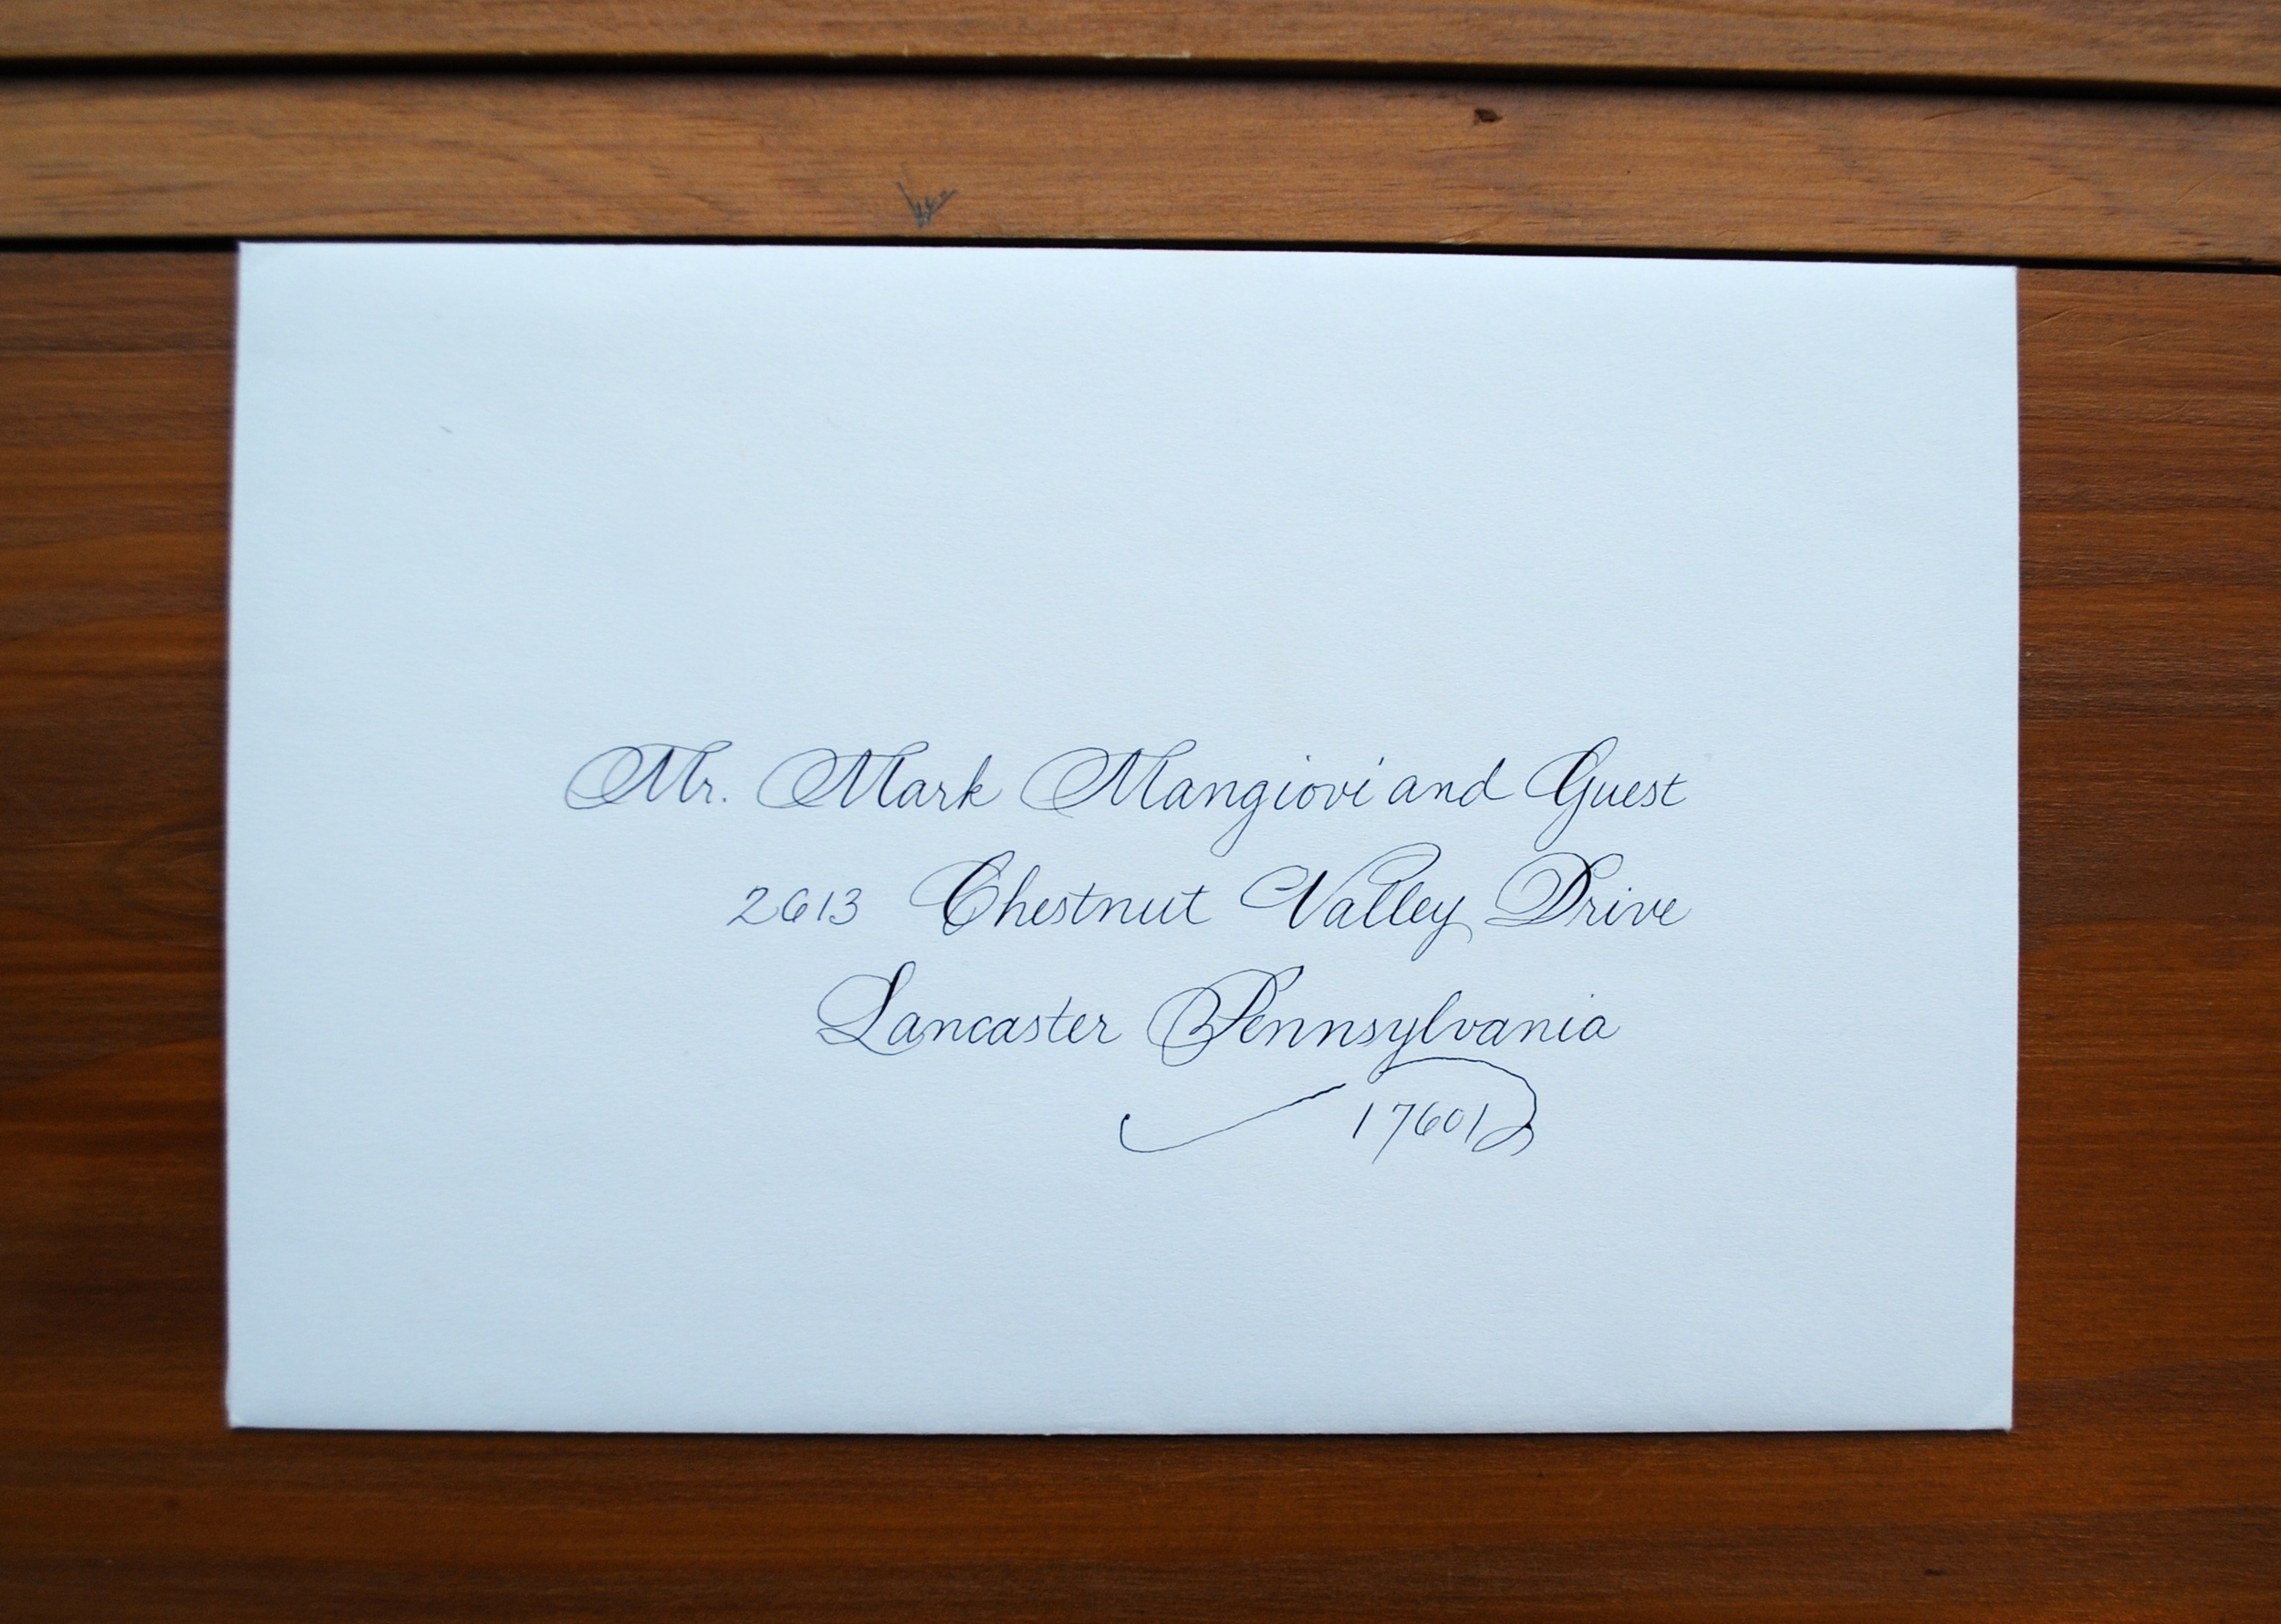 Mr. Mark Mangiovi and Guest
2613 Chestnut Valley Drive
Lancaster Pennsylvania
17601